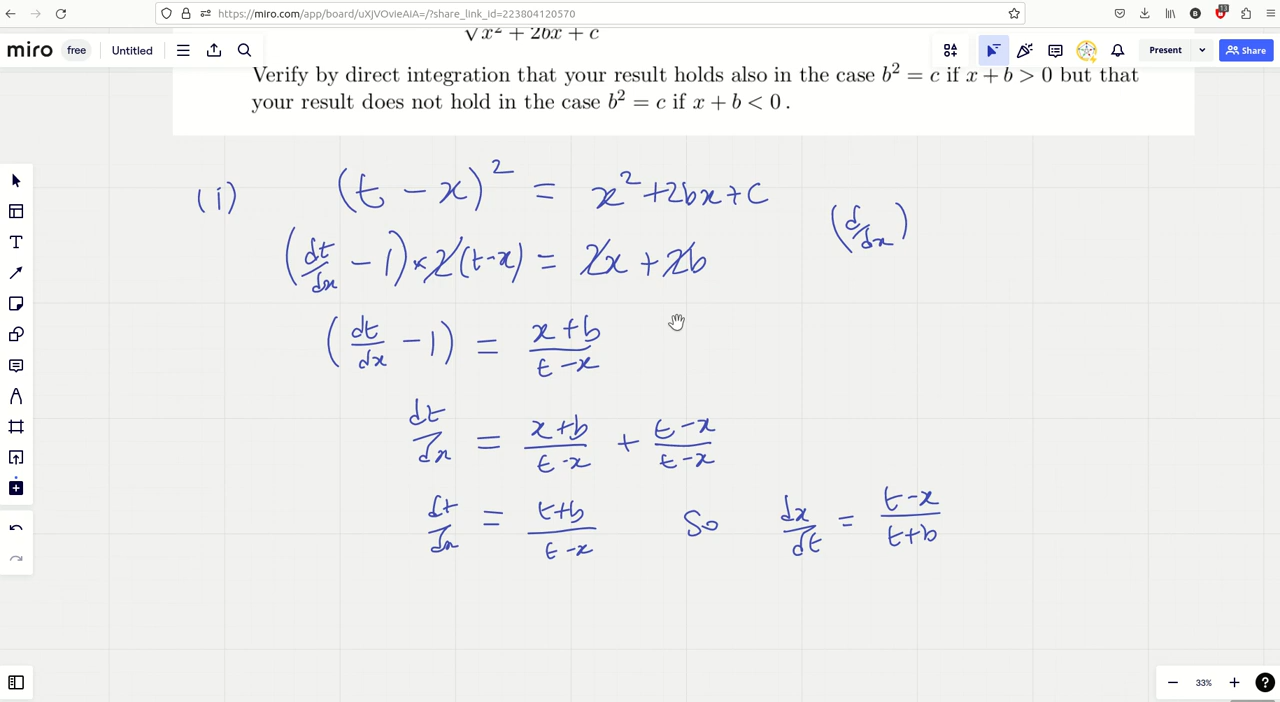 https://miro.com/app/board/uXjVOvieAIA=/?share_link_id=223804120570
13
miro free Untitled Present Share
√x² + 2bx + c
Verify by direct integration that your result holds also in the case b² = c if x + b > 0 but that
your result does not hold in the case b² = c if x + b < 0 .
(i) (t - x)² = x² + 2bx + c
(d/dx)
(dt/dx - 1) × 2(t-x) = 2x + 2b
(dt/dx - 1) = (x+b)/(t-x)
dt/dx = (x+b)/(t-x) + (t-x)/(t-x)
dt/dx = (t+b)/(t-x) So dx/dt = (t-x)/(t+b)
33%